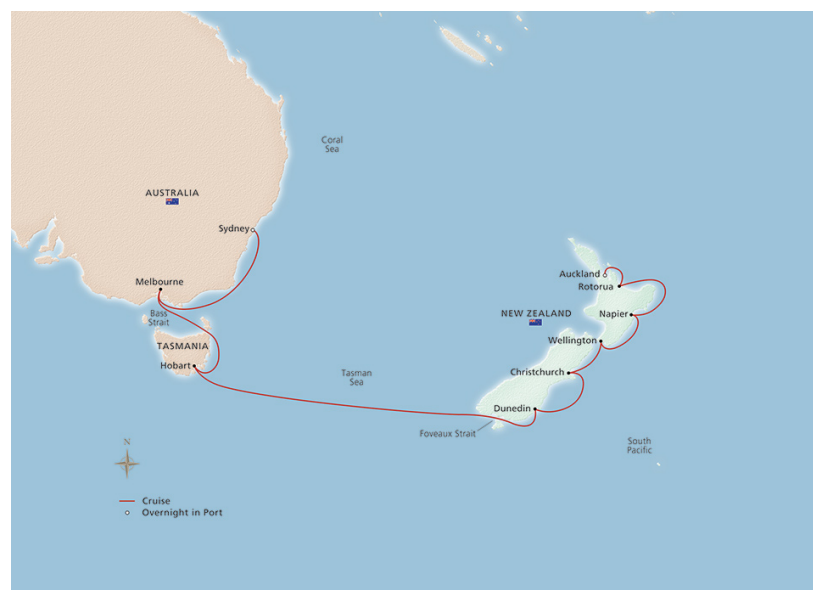 Coral
Sea
AUSTRALIA
Sydney
Auckland
Melbourne
Rotorua
Bass
Strait
NEW ZEALAND
Napier
TASMANIA
Wellington
Hobart
Tasman
Sea
Christchurch
Dunedin
Foveaux Strait
South
Pacific
N
Cruise
Overnight in Port